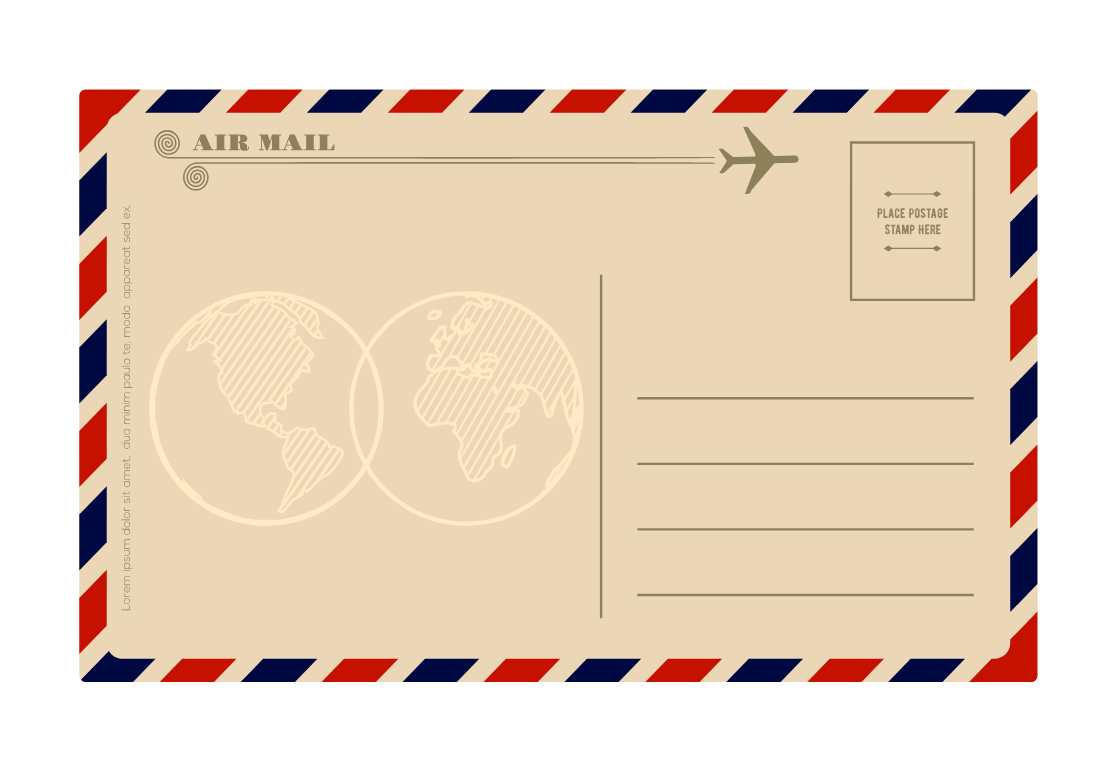 AIR MAIL
PLACE POSTAGE
STAMP HERE
Lorem ipsum dolor sit amet, duo minim paulo te, modo appareat sed ex.